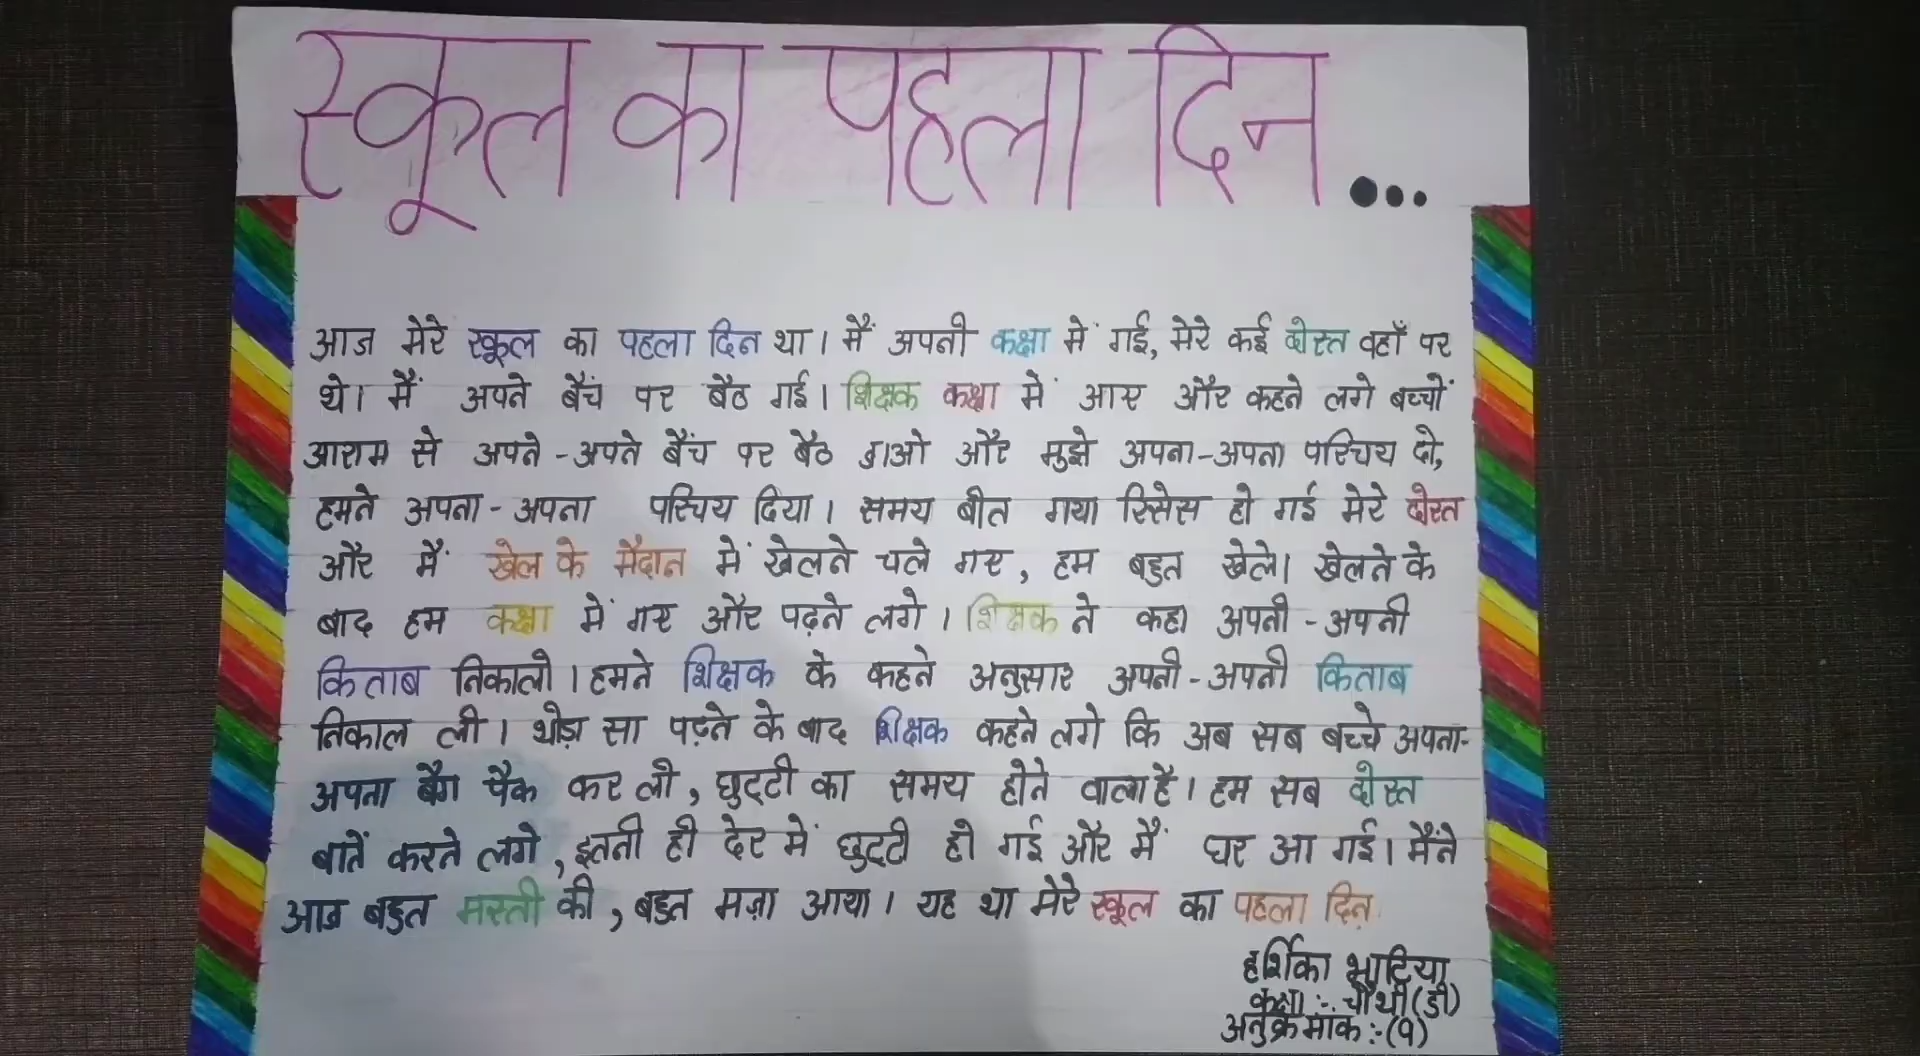 स्कूल का पहला दिन...
आज मेरे स्कूल का पहला दिन था। मैं अपनी कक्षा में गई, मेरे कई दोस्त वहाँ पर
थे। मैं अपने बैंच पर बैठ गई। शिक्षक कक्षा में आए और कहने लगे बच्चों
आराम से अपने-अपने बैंच पर बैठ जाओ और मुझे अपना-अपना परिचय दो,
हमने अपना-अपना परिचय दिया। समय बीत गया रिसेस हो गई मेरे दोस्त
और मैं खेल के मैदान में खेलने चले गए, हम बहुत खेले। खेलने के
बाद हम कक्षा में गए और पढ़ने लगे। शिक्षक ने कहा अपनी-अपनी
किताब निकालो। हमने शिक्षक के कहने अनुसार अपनी-अपनी किताब
निकाल ली। थोड़ा सा पढ़ने के बाद शिक्षक कहने लगे कि अब सब बच्चे अपना-
अपना बैग पैक कर लो, छुट्टी का समय होने वाला है। हम सब दोस्त
बातें करने लगे, इतनी ही देर में छुट्टी हो गई और मैं घर आ गई। मैंने
आज बहुत मस्ती की, बहुत मज़ा आया। यह था मेरे स्कूल का पहला दिन
हर्शिका भाटिया
कक्षा :- चौथी (डी)
अनुक्रमांक :- (9)